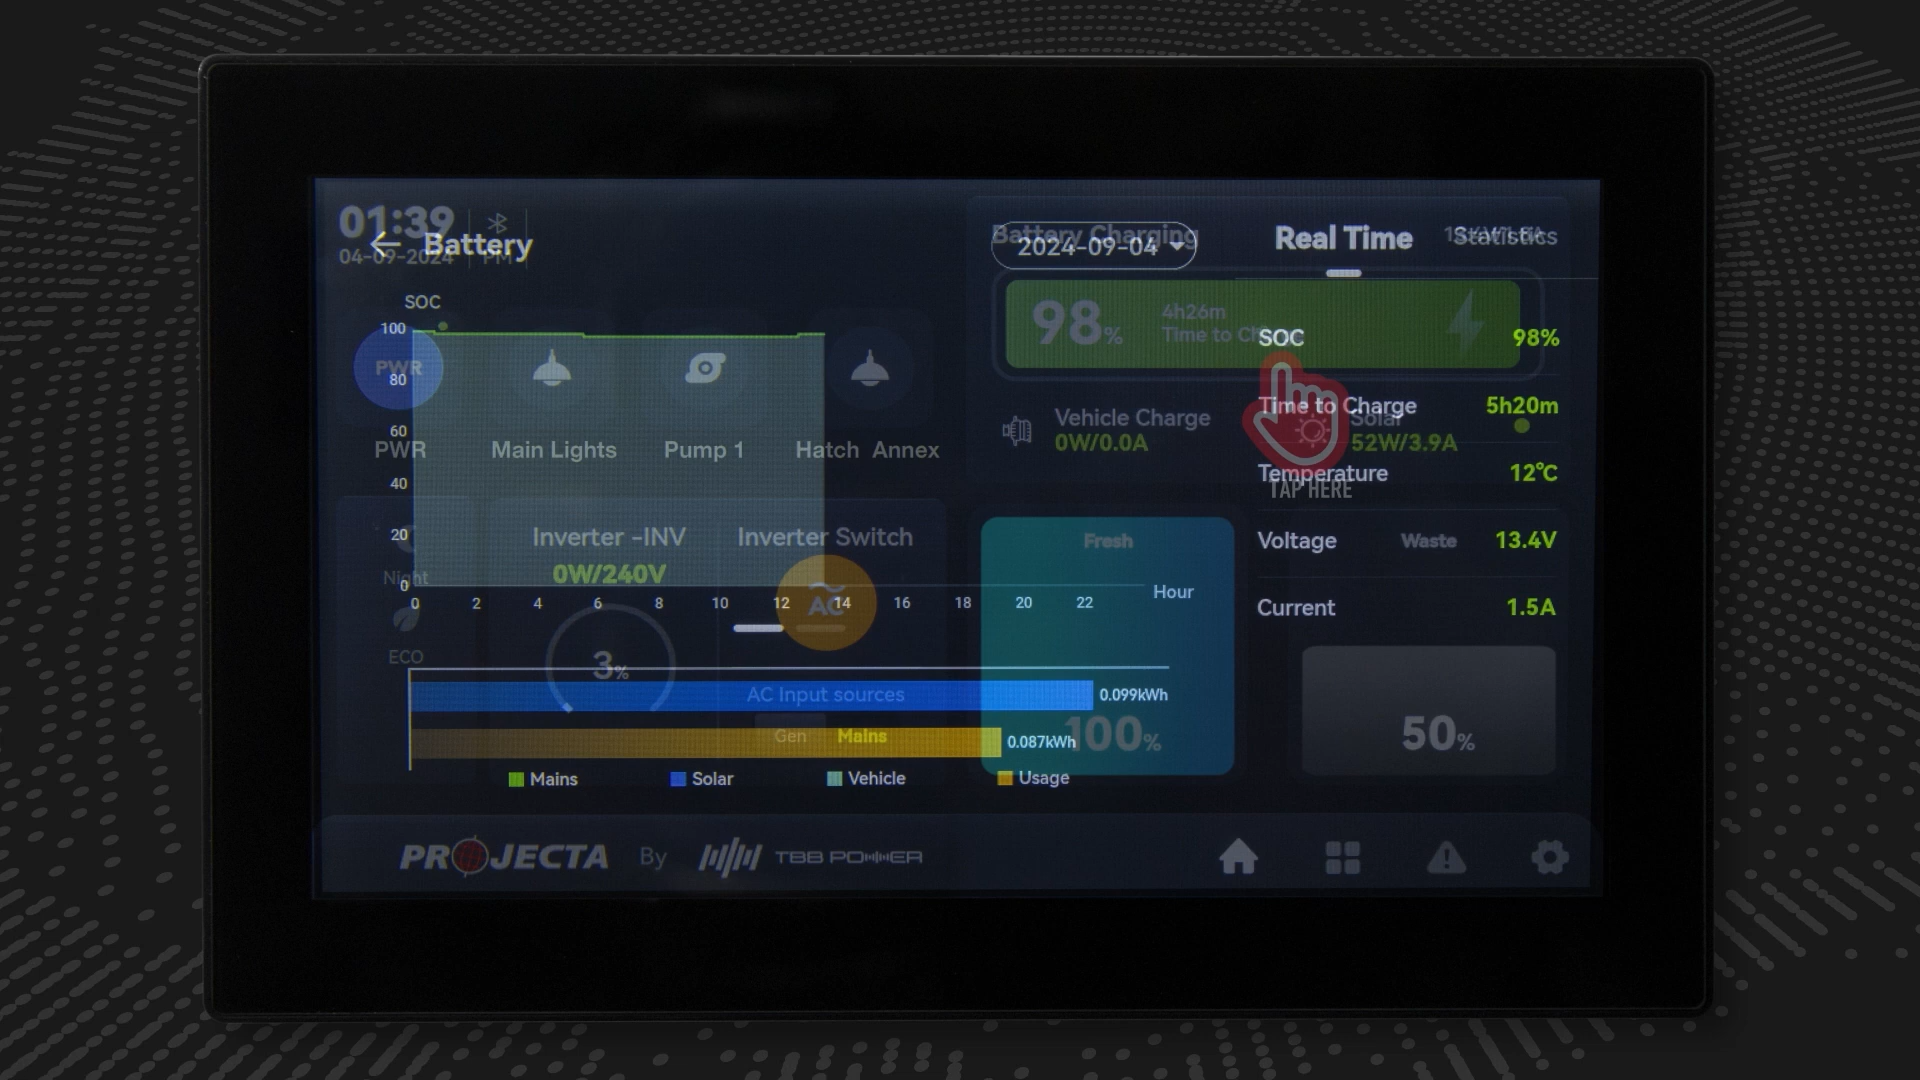 01:39
04-09-2024 PM
Battery
Battery Charging
2024-09-04
Real Time
Statistics
SOC
100
80
60
40
20
0
0 2 4 6 8 10 12 14 16 18 20 22
Hour
PWR
PWR
Main Lights
Pump 1
Hatch Annex
98%
4h26m
Time to Ch
SOC 98%
Time to Charge 5h20m
Temperature 12℃
Voltage 13.4V
Current 1.5A
Vehicle Charge
0W/0.0A
Solar
52W/3.9A
TAP HERE
Night
ECO
Inverter -INV
0W/240V
3%
Inverter Switch
AC
AC Input sources
Gen Mains
0.099kWh
0.087kWh
Mains Solar Vehicle Usage
Fresh
100%
Waste
50%
PROJECTA By TBB POWER